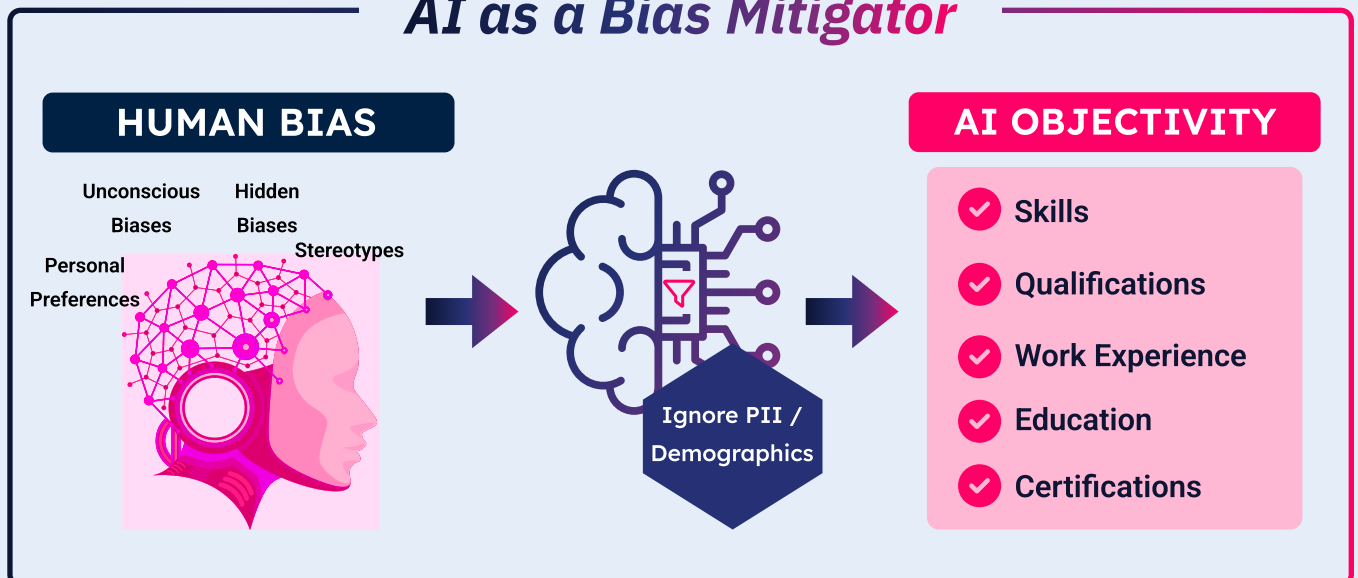 AI as a Bias Mitigator
HUMAN BIAS
Unconscious
Biases
Hidden
Biases
Stereotypes
Personal
Preferences
Ignore PII /
Demographics
AI OBJECTIVITY
Skills
Qualifications
Work Experience
Education
Certifications